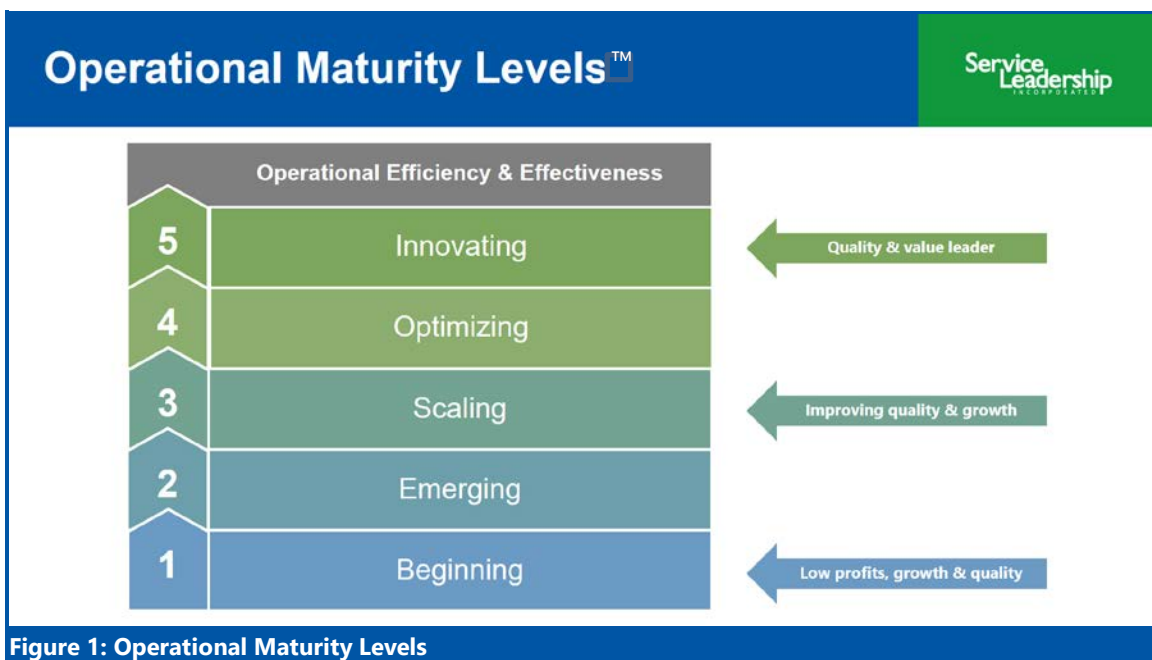 Operational Maturity Levels™
Service
Leadership
INCORPORATED
Operational Efficiency & Effectiveness
5
Innovating
Quality & value leader
4
Optimizing
3
Scaling
Improving quality & growth
2
Emerging
1
Beginning
Low profits, growth & quality
Figure 1: Operational Maturity Levels